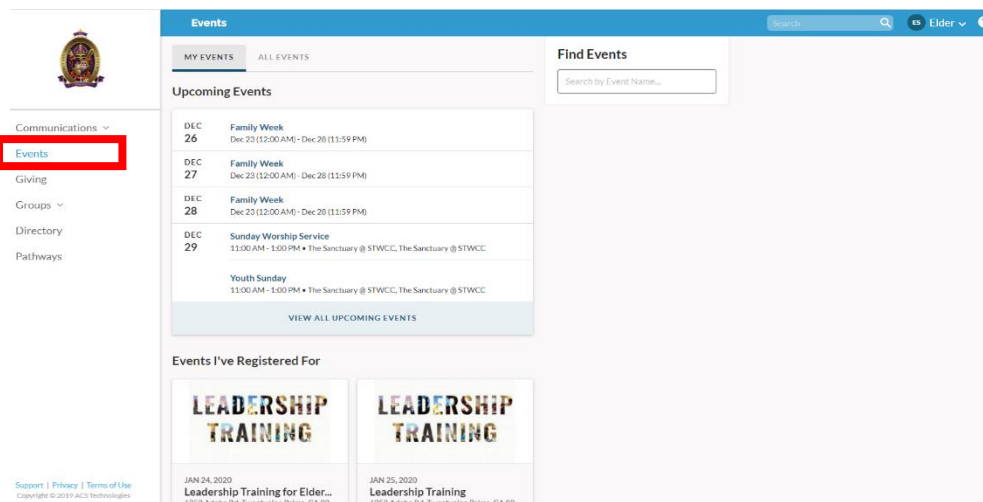 Events
Search
ES Elder
Communications
Events
Giving
Groups
Directory
Pathways
Support | Privacy | Terms of Use
Copyright © 2019 ACS Technologies
MY EVENTS ALL EVENTS
Upcoming Events
DEC 26 Family Week
Dec 23 (12:00 AM) - Dec 28 (11:59 PM)
DEC 27 Family Week
Dec 23 (12:00 AM) - Dec 28 (11:59 PM)
DEC 28 Family Week
Dec 23 (12:00 AM) - Dec 28 (11:59 PM)
DEC 29 Sunday Worship Service
11:00 AM - 1:00 PM • The Sanctuary @ STWCC, The Sanctuary @ STWCC
Youth Sunday
11:00 AM - 1:00 PM • The Sanctuary @ STWCC, The Sanctuary @ STWCC
VIEW ALL UPCOMING EVENTS
Events I've Registered For
LEADERSHIP
TRAINING
JAN 24, 2020
Leadership Training for Elder...
LEADERSHIP
TRAINING
JAN 25, 2020
Leadership Training
Find Events
Search by Event Name...